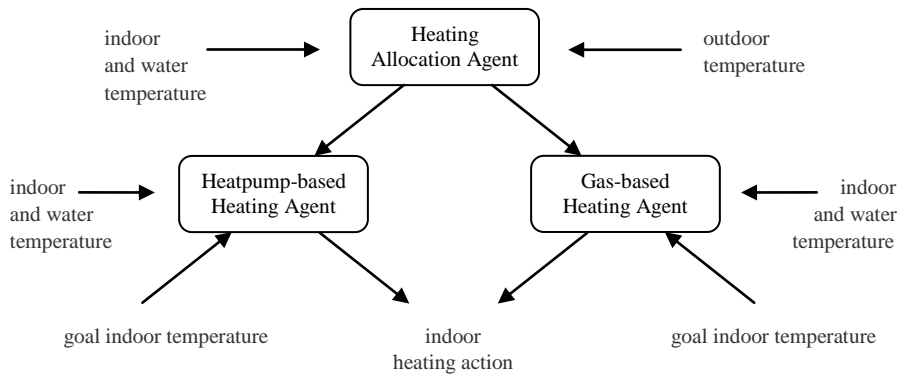 indoor
and water
temperature
Heating
Allocation Agent
outdoor
temperature
indoor
and water
temperature
Heatpump-based
Heating Agent
Gas-based
Heating Agent
indoor
and water
temperature
goal indoor temperature
indoor
heating action
goal indoor temperature